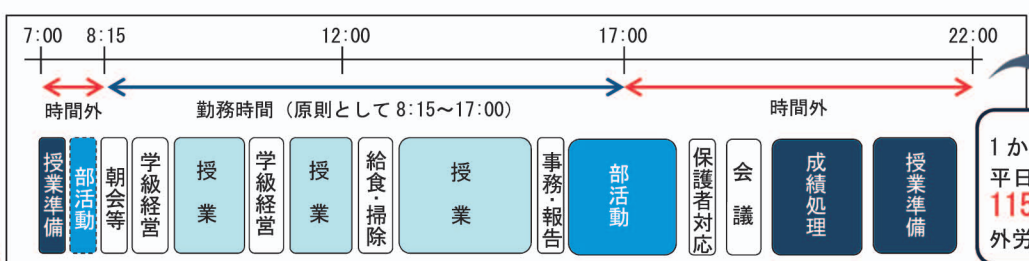 7:00 8:15 12:00 17:00 22:00
時間外 勤務時間（原則として8:15～17:00） 時間外
授業準備
部活動
朝会等
学級経営
授業
学級経営
授業
給食・掃除
授業
事務・報告
部活動
保護者対応
会議
成績処理
授業準備
1か
平日
115
外労